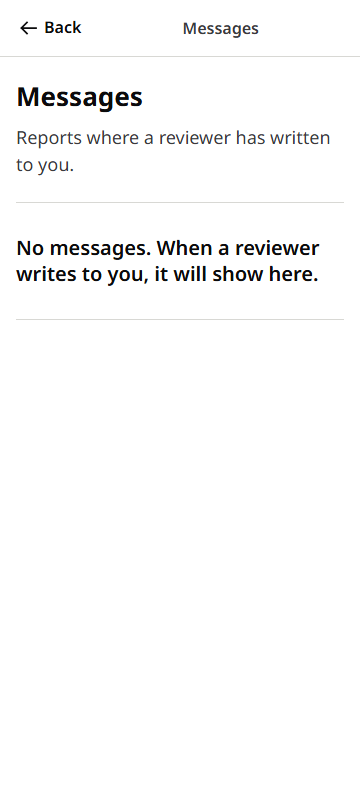 Back
Messages
Messages
Reports where a reviewer has written
to you.
No messages. When a reviewer
writes to you, it will show here.